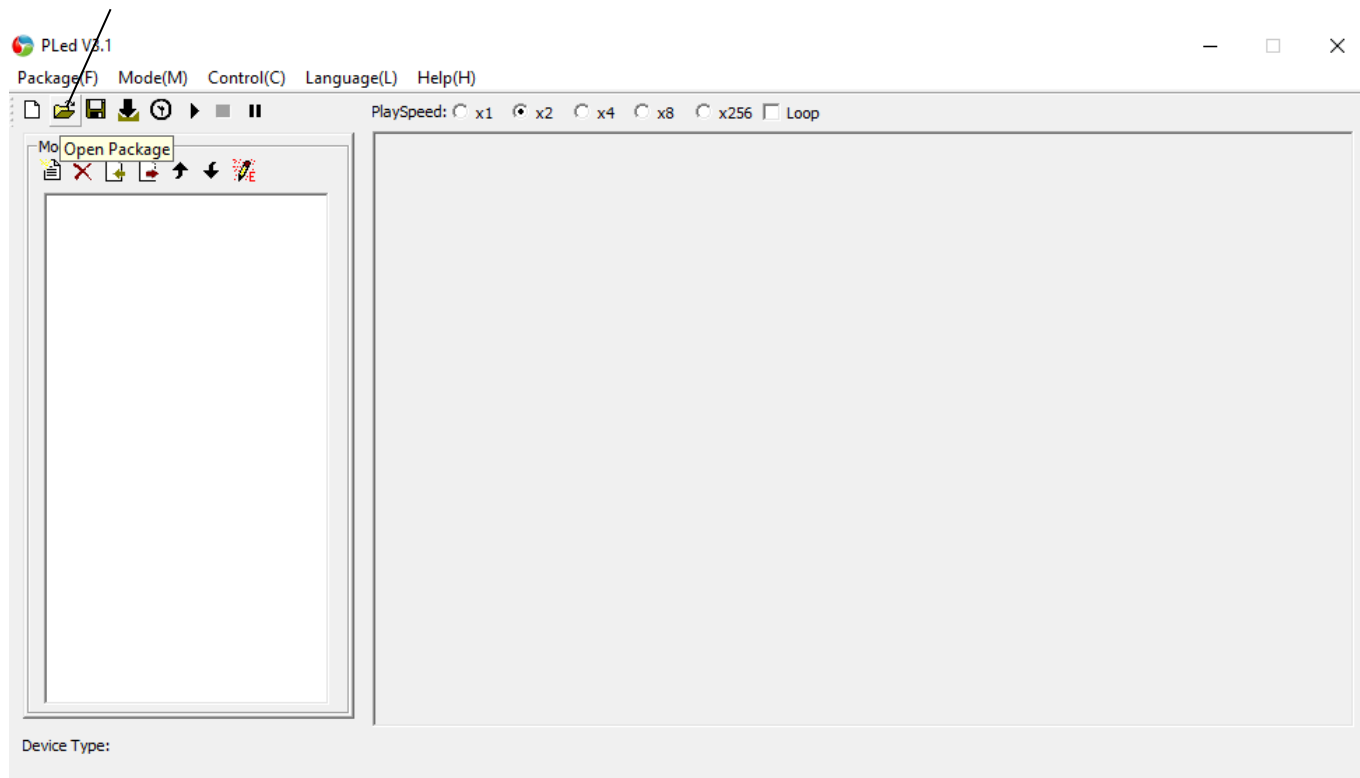 PLed V3.1
Package(F) Mode(M) Control(C) Language(L) Help(H)
PlaySpeed: x1 x2 x4 x8 x256 Loop
Mo
Open Package
E
Device Type: